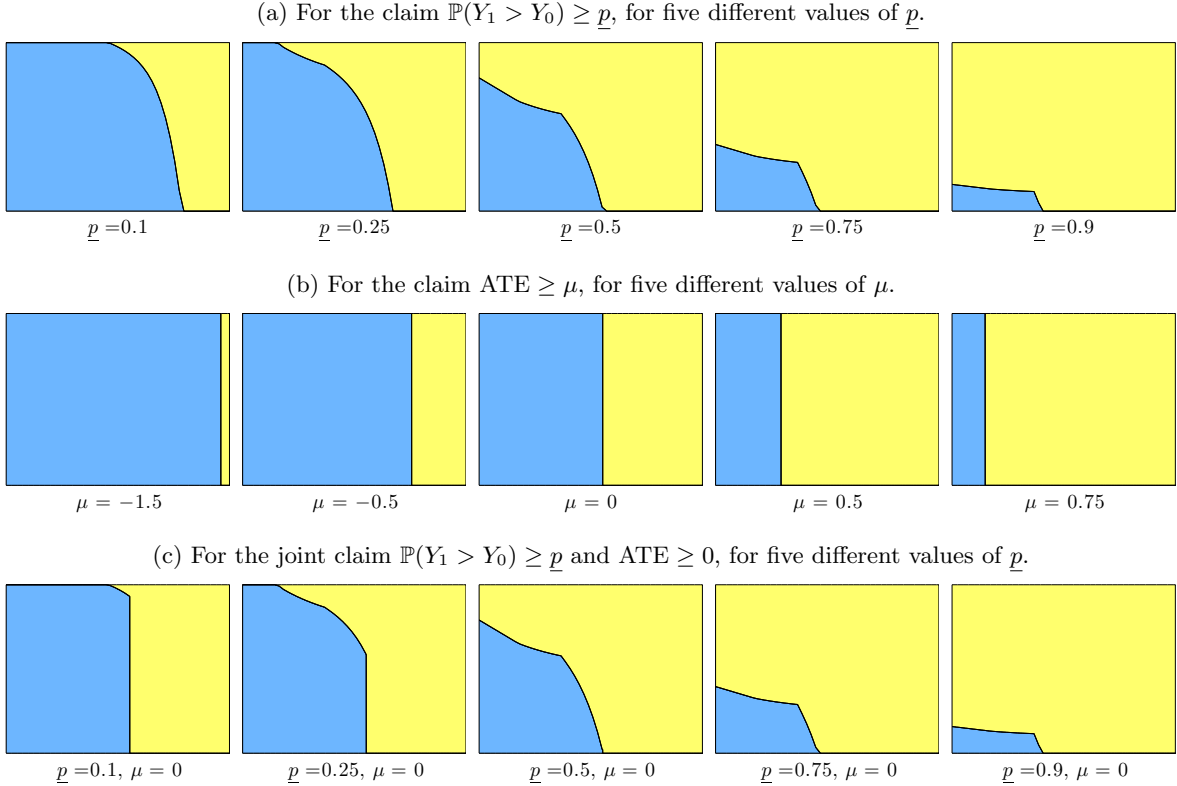 (a) For the claim ℙ(Y₁ > Y₀) ≥ p̲, for five different values of p̲.
p̲ =0.1 p̲ =0.25 p̲ =0.5 p̲ =0.75 p̲ =0.9
(b) For the claim ATE ≥ μ, for five different values of μ.
μ = −1.5 μ = −0.5 μ = 0 μ = 0.5 μ = 0.75
(c) For the joint claim ℙ(Y₁ > Y₀) ≥ p̲ and ATE ≥ 0, for five different values of p̲.
p̲ =0.1, μ = 0 p̲ =0.25, μ = 0 p̲ =0.5, μ = 0 p̲ =0.75, μ = 0 p̲ =0.9, μ = 0